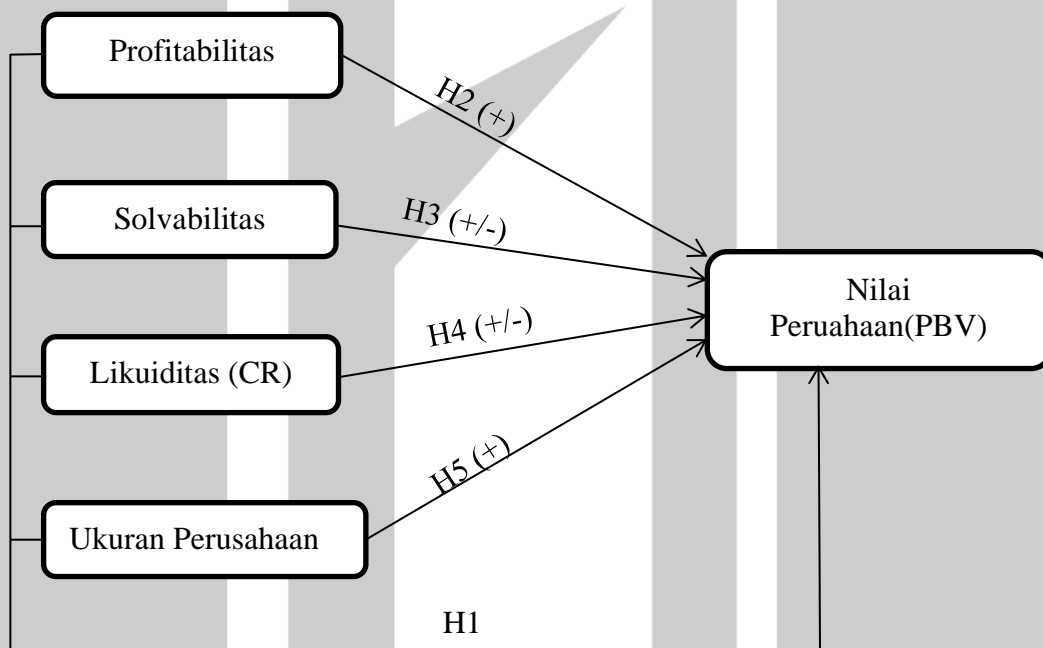 Profitabilitas
H2 (+)
Solvabilitas
H3 (+/-)
Nilai
Peruahaan(PBV)
H4 (+/-)
Likuiditas (CR)
H5 (+)
Ukuran Perusahaan
H1